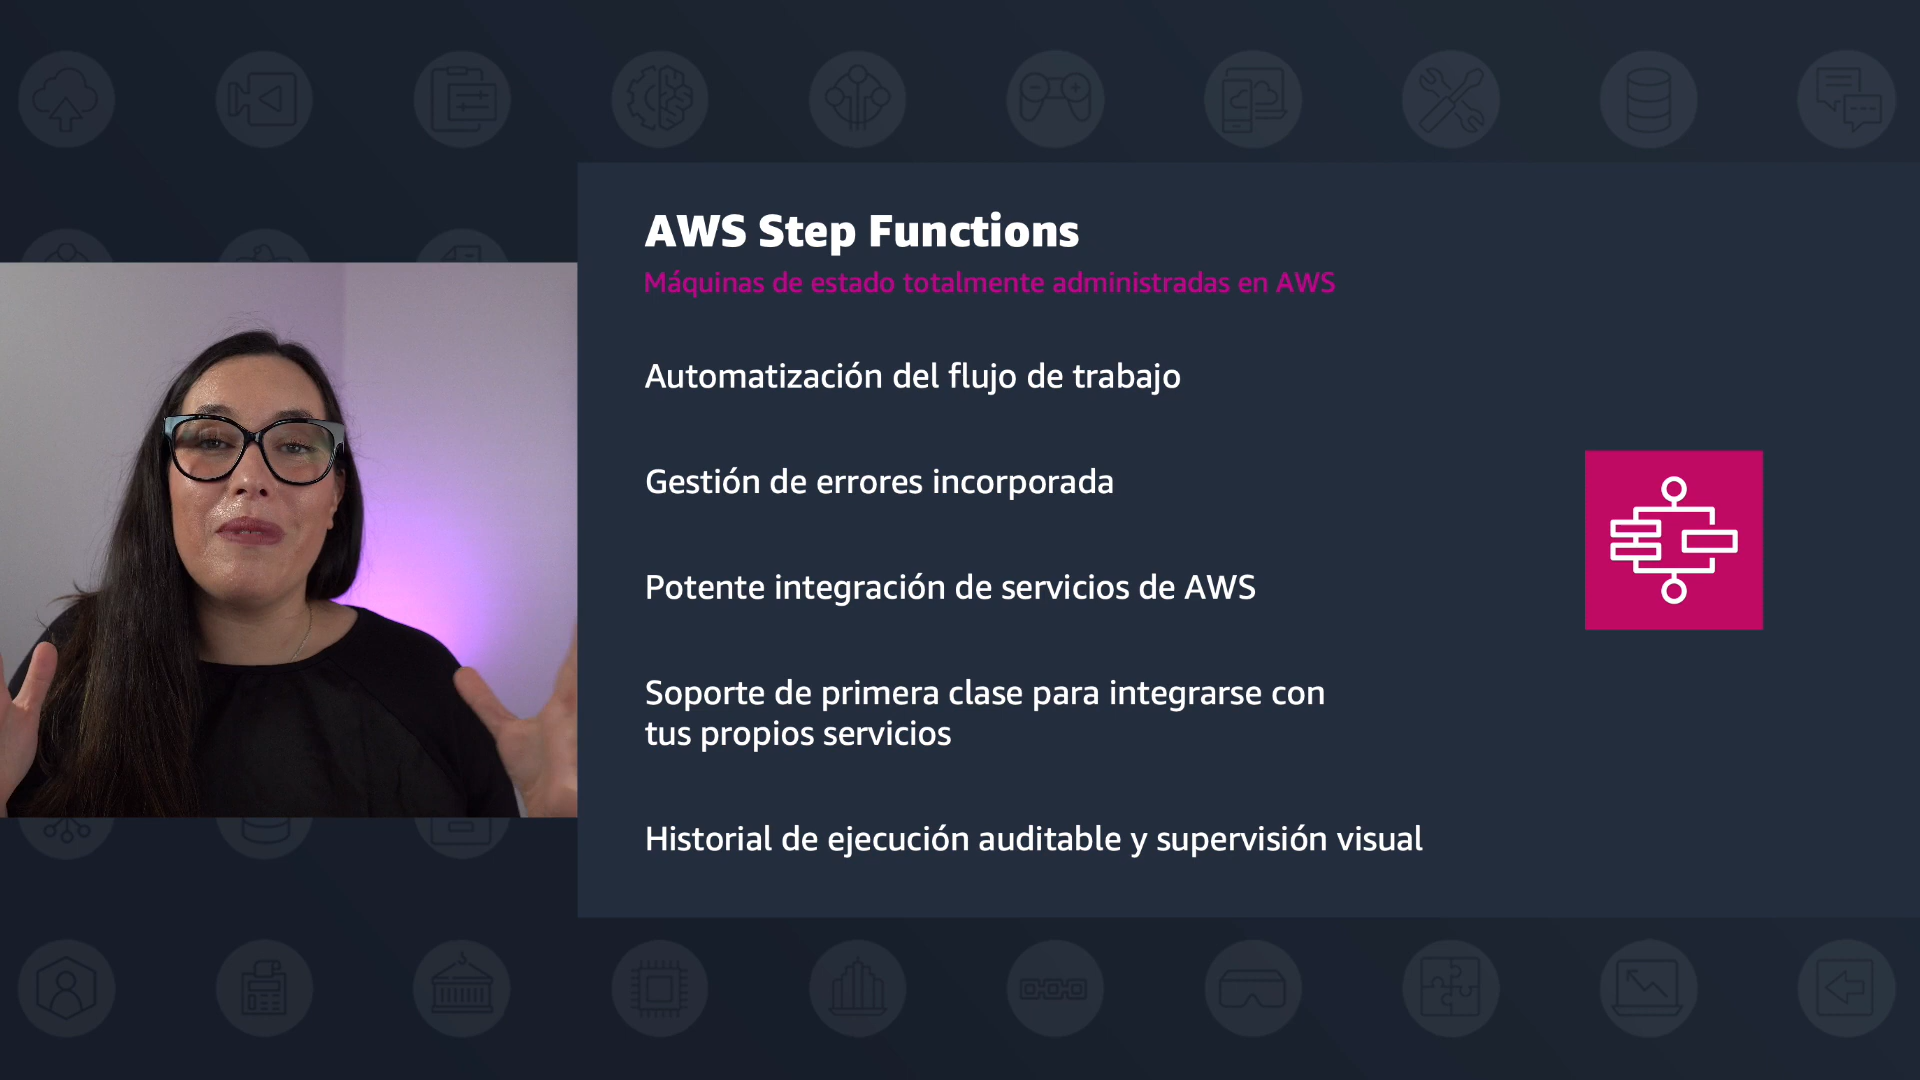 AWS Step Functions
Máquinas de estado totalmente administradas en AWS
Automatización del flujo de trabajo
Gestión de errores incorporada
Potente integración de servicios de AWS
Soporte de primera clase para integrarse con
tus propios servicios
Historial de ejecución auditable y supervisión visual